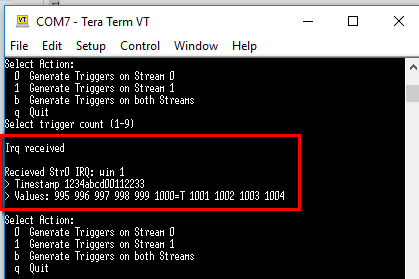 COM7 - Tera Term VT
File Edit Setup Control Window Help
Select Action:
0 Generate Triggers on Stream 0
1 Generate Triggers on Stream 1
b Generate Triggers on both Streams
q Quit
Select trigger count (1-9)
Irq received
Recieved Str0 IRQ: win 1
> Timestamp 1234abcd00112233
> Values: 995 996 997 998 999 1000=T 1001 1002 1003 1004
Select Action:
0 Generate Triggers on Stream 0
1 Generate Triggers on Stream 1
b Generate Triggers on both Streams
q Quit